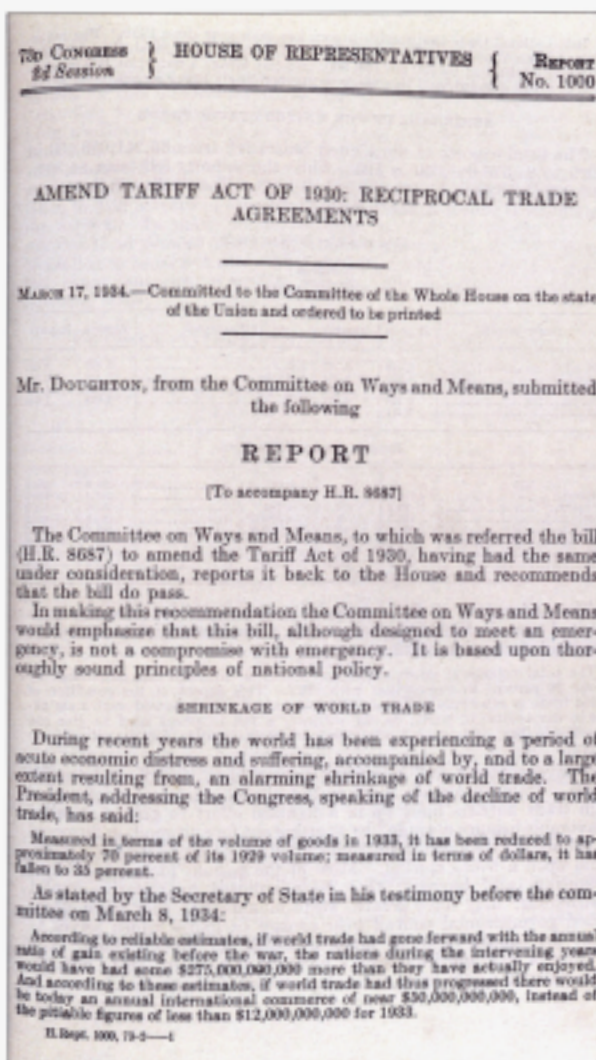 73D CONGRESS } HOUSE OF REPRESENTATIVES { REPORT
2d Session } { No. 1000
AMEND TARIFF ACT OF 1930: RECIPROCAL TRADE
AGREEMENTS
MARCH 17, 1934.—Committed to the Committee of the Whole House on the state
of the Union and ordered to be printed
Mr. DOUGHTON, from the Committee on Ways and Means, submitted
the following
REPORT
[To accompany H.R. 8687]
The Committee on Ways and Means, to which was referred the bill
(H.R. 8687) to amend the Tariff Act of 1930, having had the same
under consideration, reports it back to the House and recommends
that the bill do pass.
In making this recommendation the Committee on Ways and Means
would emphasize that this bill, although designed to meet an emer-
gency, is not a compromise with emergency. It is based upon thor-
oughly sound principles of national policy.
SHRINKAGE OF WORLD TRADE
During recent years the world has been experiencing a period of
acute economic distress and suffering, accompanied by, and to a large
extent resulting from, an alarming shrinkage of world trade. The
President, addressing the Congress, speaking of the decline of world
trade, has said:
Measured in terms of the volume of goods in 1933, it has been reduced to ap-
proximately 70 percent of its 1929 volume; measured in terms of dollars, it has
fallen to 35 percent.
As stated by the Secretary of State in his testimony before the com-
mittee on March 8, 1934:
According to reliable estimates, if world trade had gone forward with the annual
ratio of gain existing before the war, the nations during the intervening years
would have had some $275,000,000,000 more than they have actually enjoyed.
And according to these estimates, if world trade had thus progressed there would
be today an annual international commerce of near $50,000,000,000, instead of
the pitiable figures of less than $12,000,000,000 for 1933.
H.Rept. 1000, 73-2——1